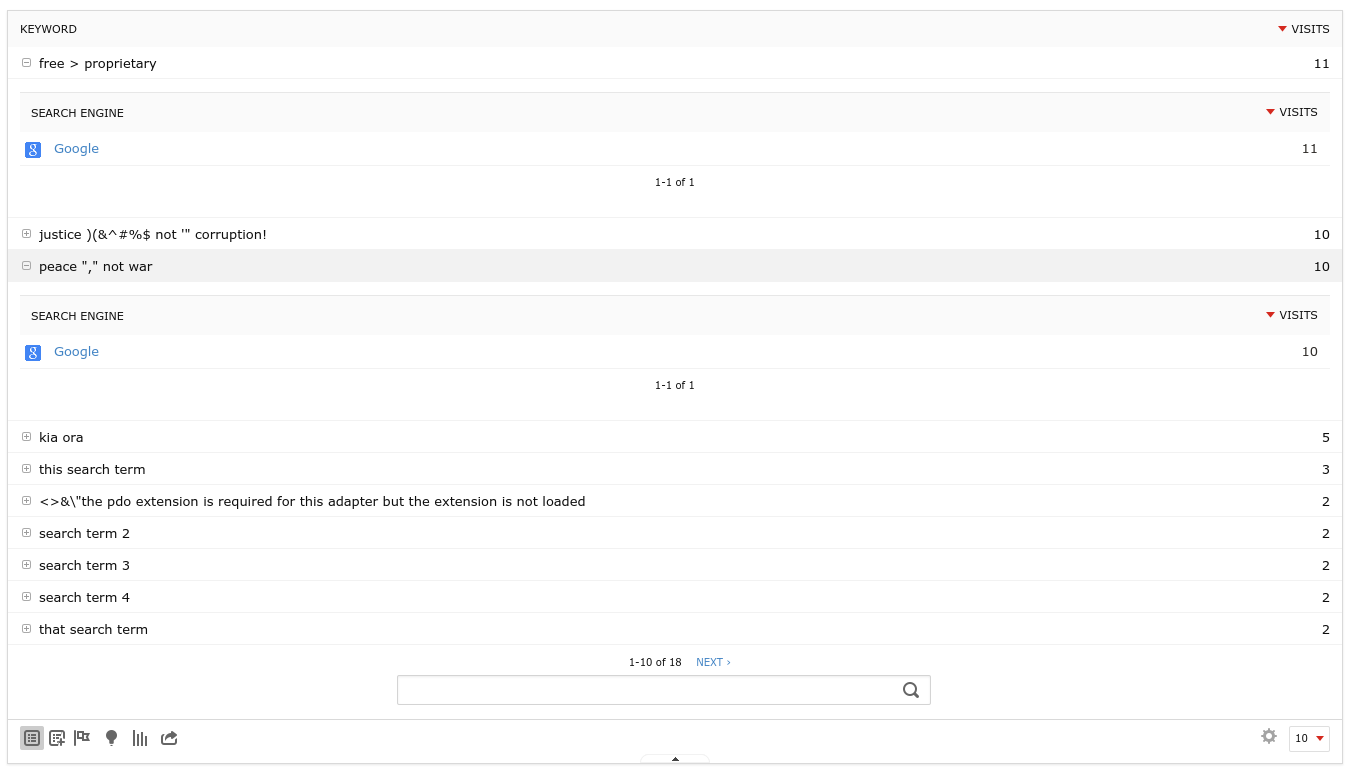 KEYWORD VISITS
free > proprietary 11
SEARCH ENGINE VISITS
Google 11
1-1 of 1
justice )(&^#%$ not '" corruption! 10
peace "," not war 10
SEARCH ENGINE VISITS
Google 10
1-1 of 1
kia ora 5
this search term 3
<>&\"the pdo extension is required for this adapter but the extension is not loaded 2
search term 2 2
search term 3 2
search term 4 2
that search term 2
1-10 of 18 NEXT ›
10